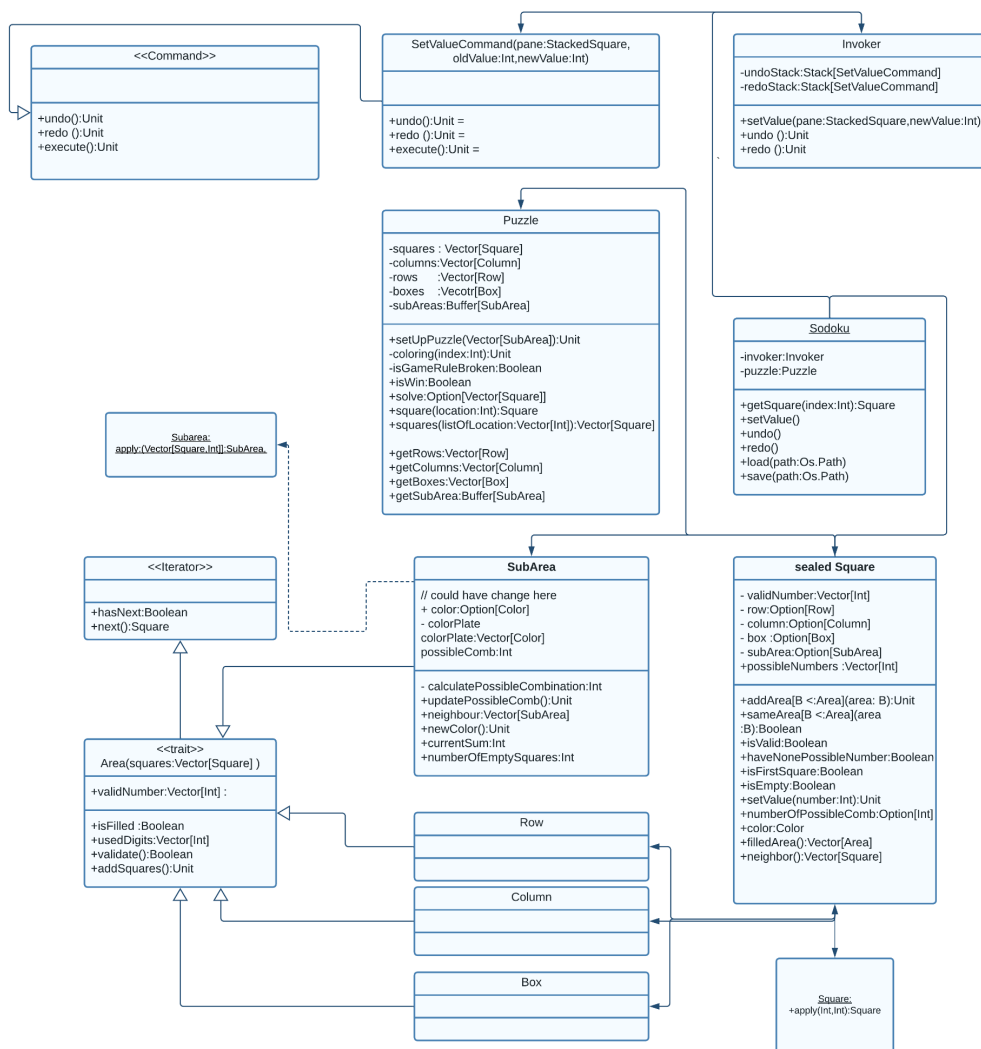 <<Command>>
+undo():Unit
+redo ():Unit
+execute():Unit
SetValueCommand(pane:StackedSquare,
oldValue:Int,newValue:Int)
+undo():Unit =
+redo ():Unit =
+execute():Unit =
Invoker
-undoStack:Stack[SetValueCommand]
-redoStack:Stack[SetValueCommand]
+setValue(pane:StackedSquare,newValue:Int)
+undo ():Unit
+redo ():Unit
Puzzle
-squares : Vector[Square]
-columns:Vector[Column]
-rows :Vector[Row]
-boxes :Vecotr[Box]
-subAreas:Buffer[SubArea]
+setUpPuzzle(Vector[SubArea]):Unit
-coloring(index:Int):Unit
-isGameRuleBroken:Boolean
+isWin:Boolean
+solve:Option[Vector[Square]]
+square(location:Int):Square
+squares(listOfLocation:Vector[Int]):Vector[Square]
+getRows:Vector[Row]
+getColumns:Vector[Column]
+getBoxes:Vector[Box]
+getSubArea:Buffer[SubArea]
Sodoku
-invoker:Invoker
-puzzle:Puzzle
+getSquare(index:Int):Square
+setValue()
+undo()
+redo()
+load(path:Os.Path)
+save(path:Os.Path)
Subarea:
apply:(Vector[Square,Int]]:SubArea,
<<Iterator>>
+hasNext:Boolean
+next():Square
SubArea
// could have change here
+ color:Option[Color]
- colorPlate
colorPlate:Vector[Color]
possibleComb:Int
- calculatePossibleCombination:Int
+updatePossibleComb():Unit
+neighbour:Vector[SubArea]
+newColor():Unit
+currentSum:Int
+numberOfEmptySquares:Int
sealed Square
- validNumber:Vector[Int]
- row:Option[Row]
- column:Option[Column]
- box :Option[Box]
- subArea:Option[SubArea]
+possibleNumbers :Vector[Int]
+addArea[B <:Area](area: B):Unit
+sameArea[B <:Area](area
:B):Boolean
+isValid:Boolean
+haveNonePossibleNumber:Boolean
+isFirstSquare:Boolean
+isEmpty:Boolean
+setValue(number:Int):Unit
+numberOfPossibleComb:Option[Int]
+color:Color
+filledArea():Vector[Area]
+neighbor():Vector[Square]
<<trait>>
Area(squares:Vector[Square] )
+validNumber:Vector[Int] :
+isFilled :Boolean
+usedDigits:Vector[Int]
+validate():Boolean
+addSquares():Unit
Row
Column
Box
Square:
+apply(Int,Int):Square